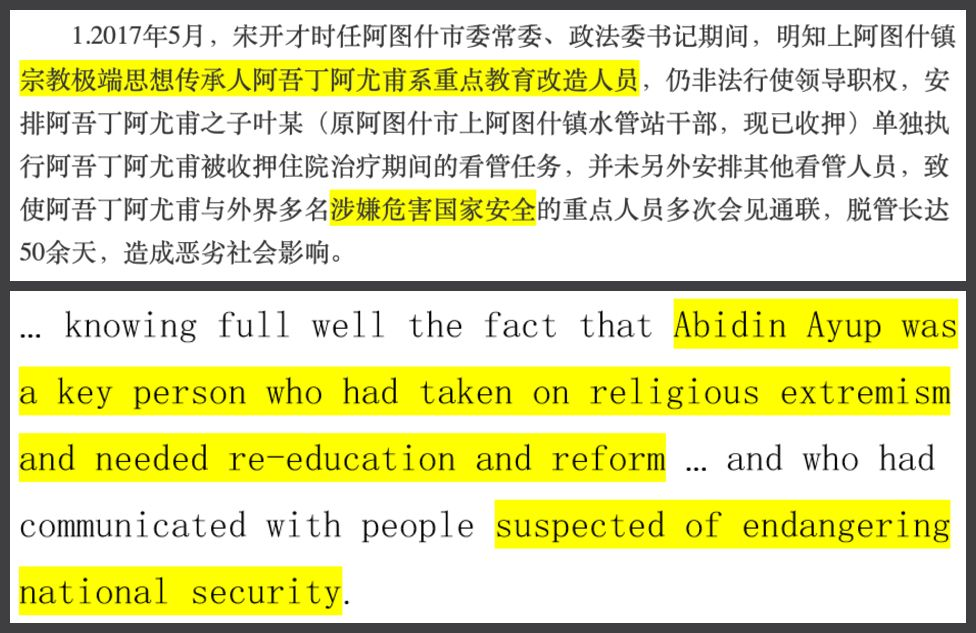 1.2017年5月，宋开才时任阿图什市委常委、政法委书记期间，明知上阿图什镇
宗教极端思想传承人阿吾丁阿尤甫系重点教育改造人员，仍非法行使领导职权，安
排阿吾丁阿尤甫之子叶某（原阿图什市上阿图什镇水管站干部，现已收押）单独执
行阿吾丁阿尤甫被收押住院治疗期间的看管任务，并未另外安排其他看管人员，致
使阿吾丁阿尤甫与外界多名涉嫌危害国家安全的重点人员多次会见通联，脱管长达
50余天，造成恶劣社会影响。
… knowing full well the fact that Abidin Ayup was
a key person who had taken on religious extremism
and needed re-education and reform … and who had
communicated with people suspected of endangering
national security.